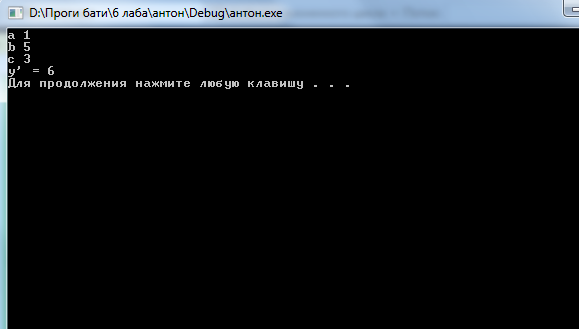 D:\Проги бати\6 лаба\антон\Debug\антон.exe
a 1
b 5
c 3
y' = 6
Для продолжения нажмите любую клавишу . . .